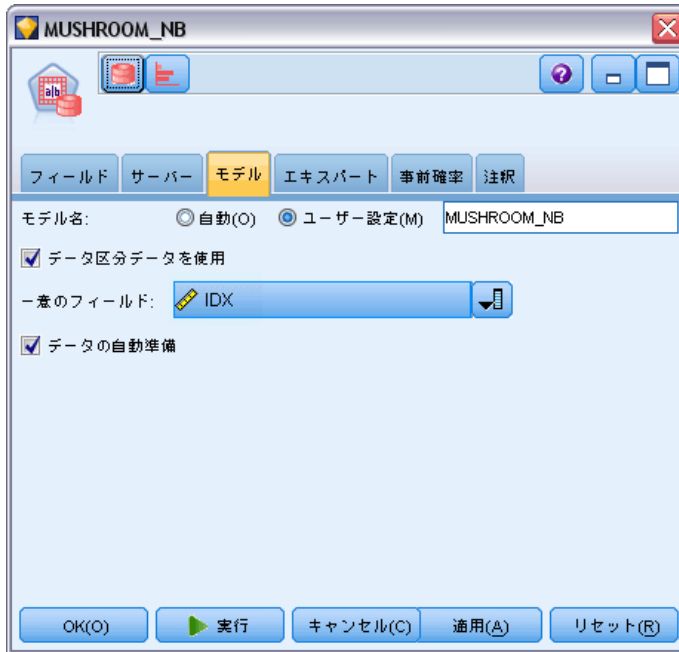 MUSHROOM_NB
a|b
フィールド サーバー モデル エキスパート 事前確率 注釈
モデル名: 自動(O) ユーザー設定(M) MUSHROOM_NB
データ区分データを使用
一意のフィールド: IDX
データの自動準備
OK(O) 実行 キャンセル(C) 適用(A) リセット(R)